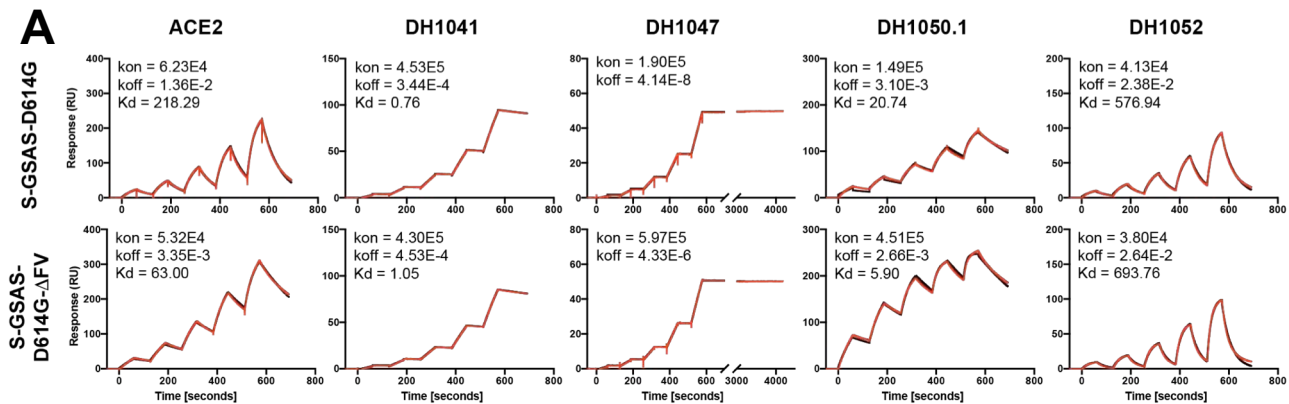 A
ACE2
DH1041
DH1047
DH1050.1
DH1052
S-GSAS-D614G
Response (RU)
400
300
200
100
0
kon = 6.23E4
koff = 1.36E-2
Kd = 218.29
0 200 400 600 800
150
100
50
0
kon = 4.53E5
koff = 3.44E-4
Kd = 0.76
0 200 400 600 800
80
60
40
20
0
kon = 1.90E5
koff = 4.14E-8
0 200 400 600 3000 4000
300
200
100
0
kon = 1.49E5
koff = 3.10E-3
Kd = 20.74
0 200 400 600 800
200
150
100
50
0
kon = 4.13E4
koff = 2.38E-2
Kd = 576.94
0 200 400 600 800
S-GSAS-
D614G-ΔFV
Response (RU)
400
300
200
100
0
kon = 5.32E4
koff = 3.35E-3
Kd = 63.00
0 200 400 600 800
Time [seconds]
150
100
50
0
kon = 4.30E5
koff = 4.53E-4
Kd = 1.05
0 200 400 600 800
Time [seconds]
80
60
40
20
0
kon = 5.97E5
koff = 4.33E-6
0 200 400 600 3000 4000
Time [seconds]
300
200
100
0
kon = 4.51E5
koff = 2.66E-3
Kd = 5.90
0 200 400 600 800
Time [seconds]
200
150
100
50
0
kon = 3.80E4
koff = 2.64E-2
Kd = 693.76
0 200 400 600 800
Time [seconds]